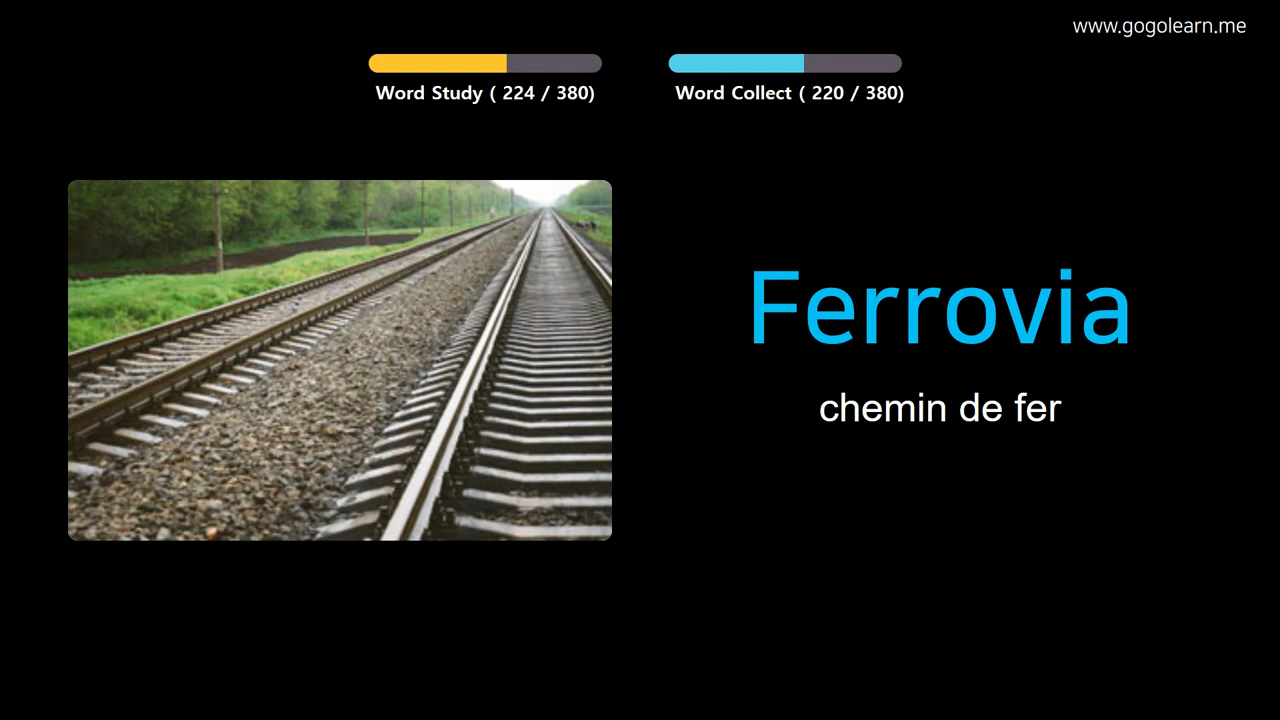 www.gogolearn.me
Word Study ( 224 / 380)
Word Collect ( 220 / 380)
Ferrovia
chemin de fer